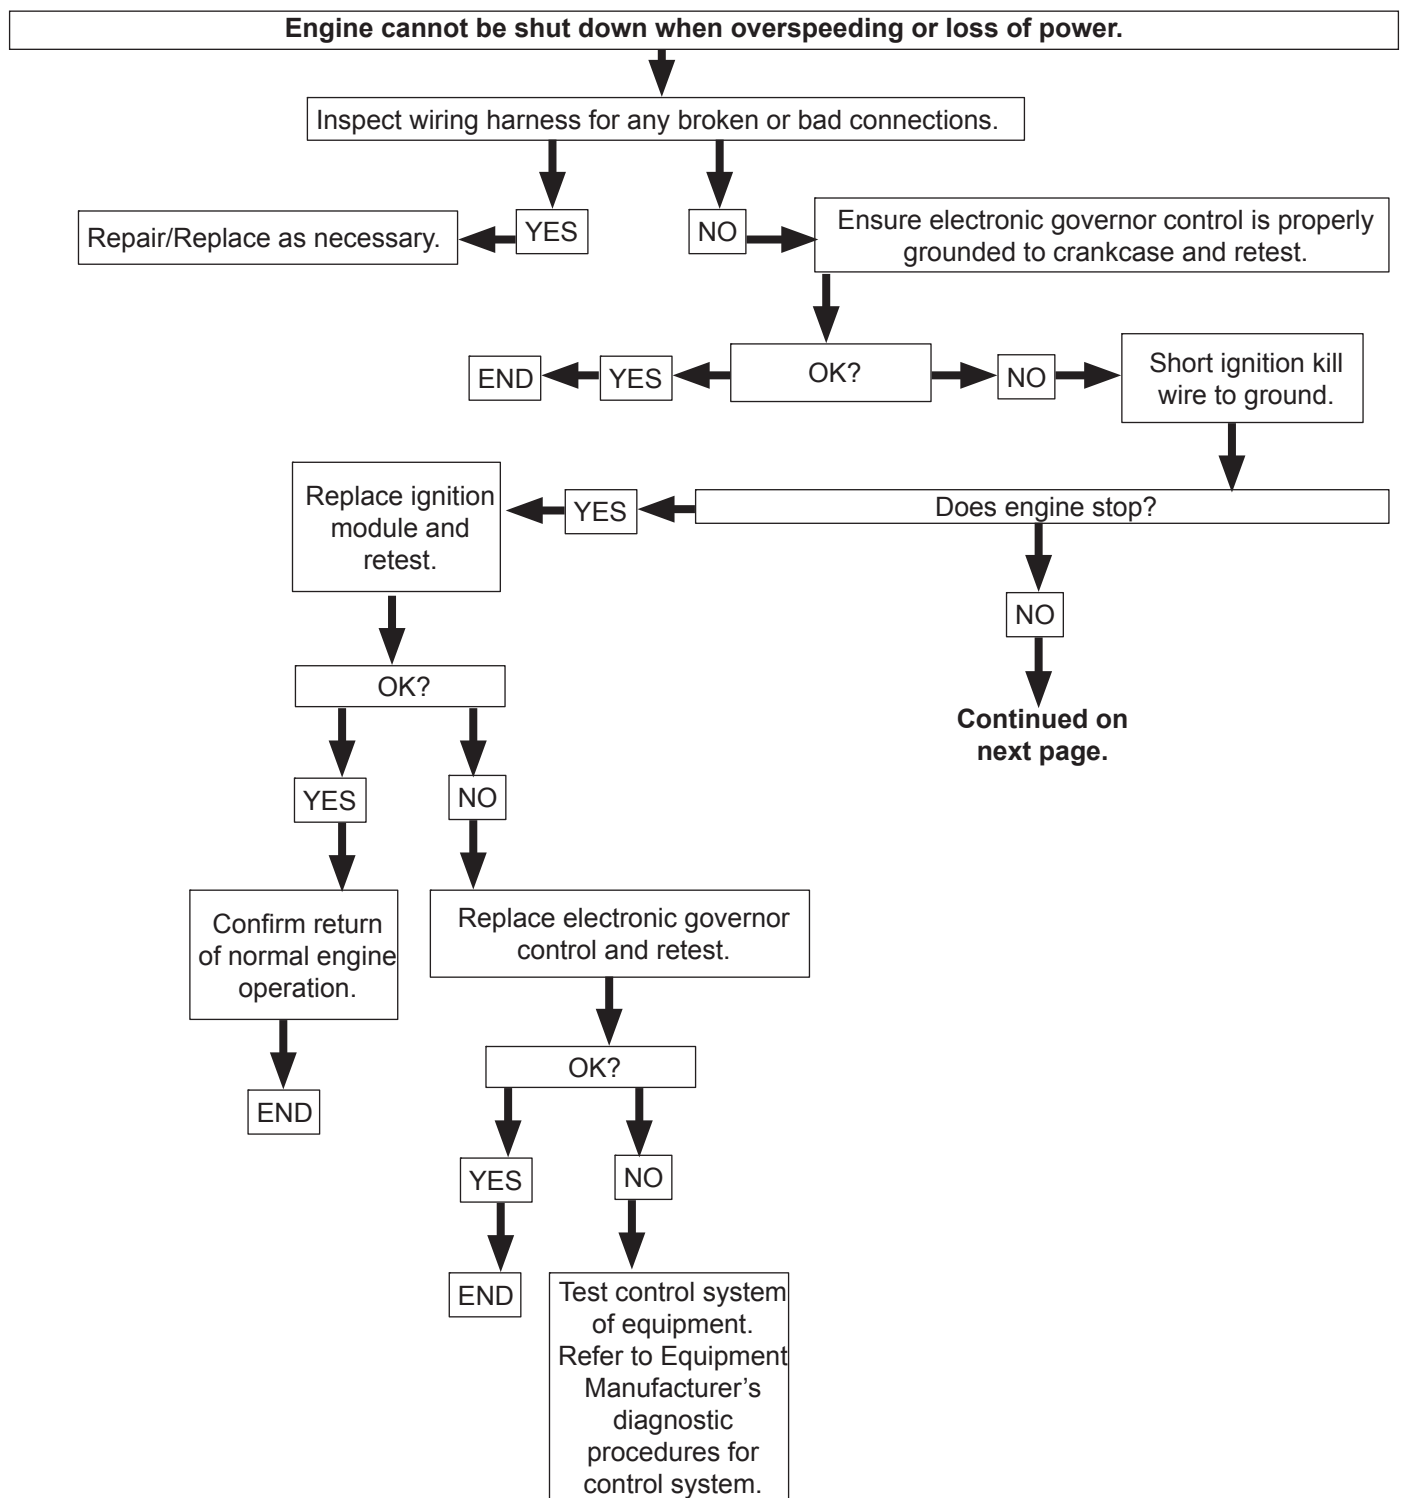 Engine cannot be shut down when overspeeding or loss of power.
Inspect wiring harness for any broken or bad connections.
Repair/Replace as necessary.
YES
NO
Ensure electronic governor control is properly
grounded to crankcase and retest.
END
YES
OK?
NO
Short ignition kill
wire to ground.
Replace ignition
module and
retest.
YES
Does engine stop?
NO
Continued on
next page.
OK?
YES
NO
Confirm return
of normal engine
operation.
Replace electronic governor
control and retest.
END
OK?
YES
NO
END
Test control system
of equipment.
Refer to Equipment
Manufacturer’s
diagnostic
procedures for
control system.